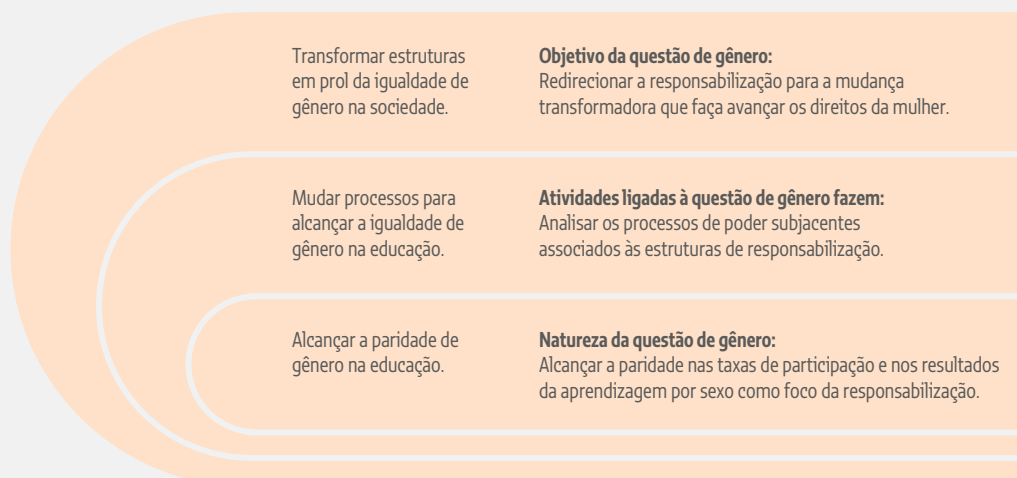 Transformar estruturas
em prol da igualdade de
gênero na sociedade.
Objetivo da questão de gênero:
Redirecionar a responsabilização para a mudança
transformadora que faça avançar os direitos da mulher.
Mudar processos para
alcançar a igualdade de
gênero na educação.
Atividades ligadas à questão de gênero fazem:
Analisar os processos de poder subjacentes
associados às estruturas de responsabilização.
Alcançar a paridade de
gênero na educação.
Natureza da questão de gênero:
Alcançar a paridade nas taxas de participação e nos resultados
da aprendizagem por sexo como foco da responsabilização.